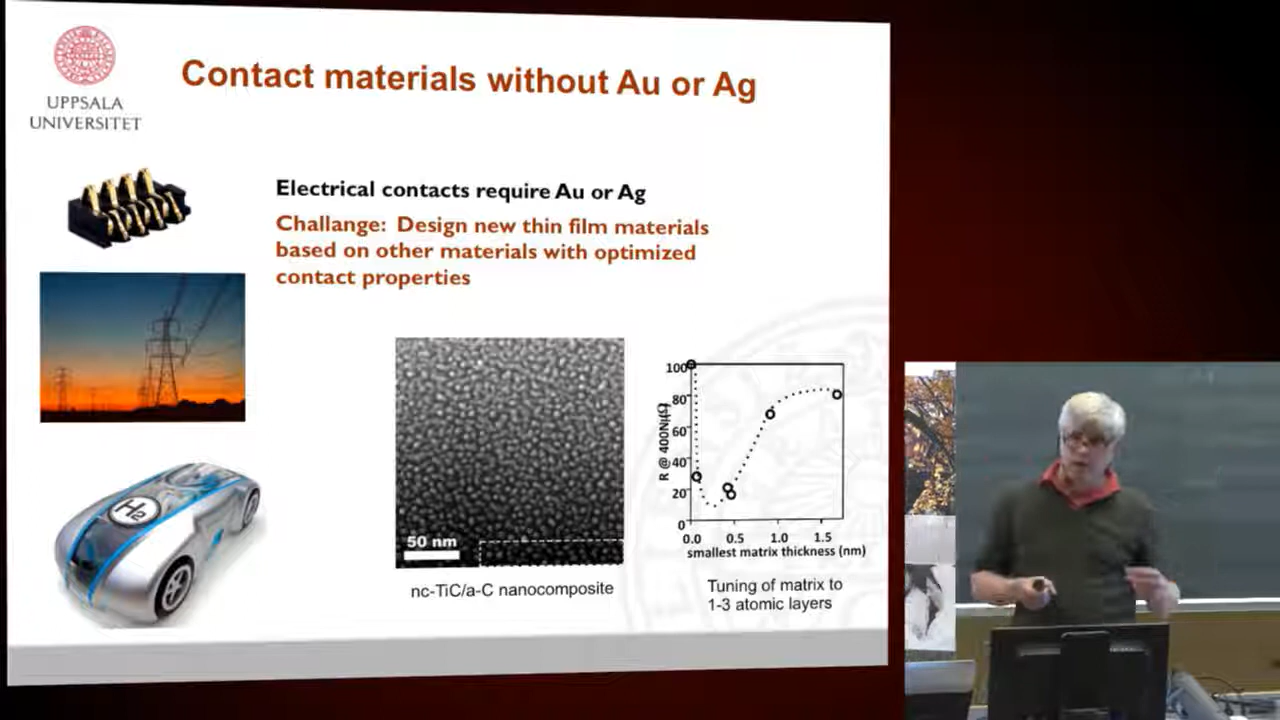 UPPSALA
UNIVERSITET
Contact materials without Au or Ag
Electrical contacts require Au or Ag
Challange: Design new thin film materials
based on other materials with optimized
contact properties
H2
50 nm
nc-TiC/a-C nanocomposite
100
80
60
40
20
0
R @ 400N
0.0 0.5 1.0 1.5
smallest matrix thickness (nm)
Tuning of matrix to
1-3 atomic layers